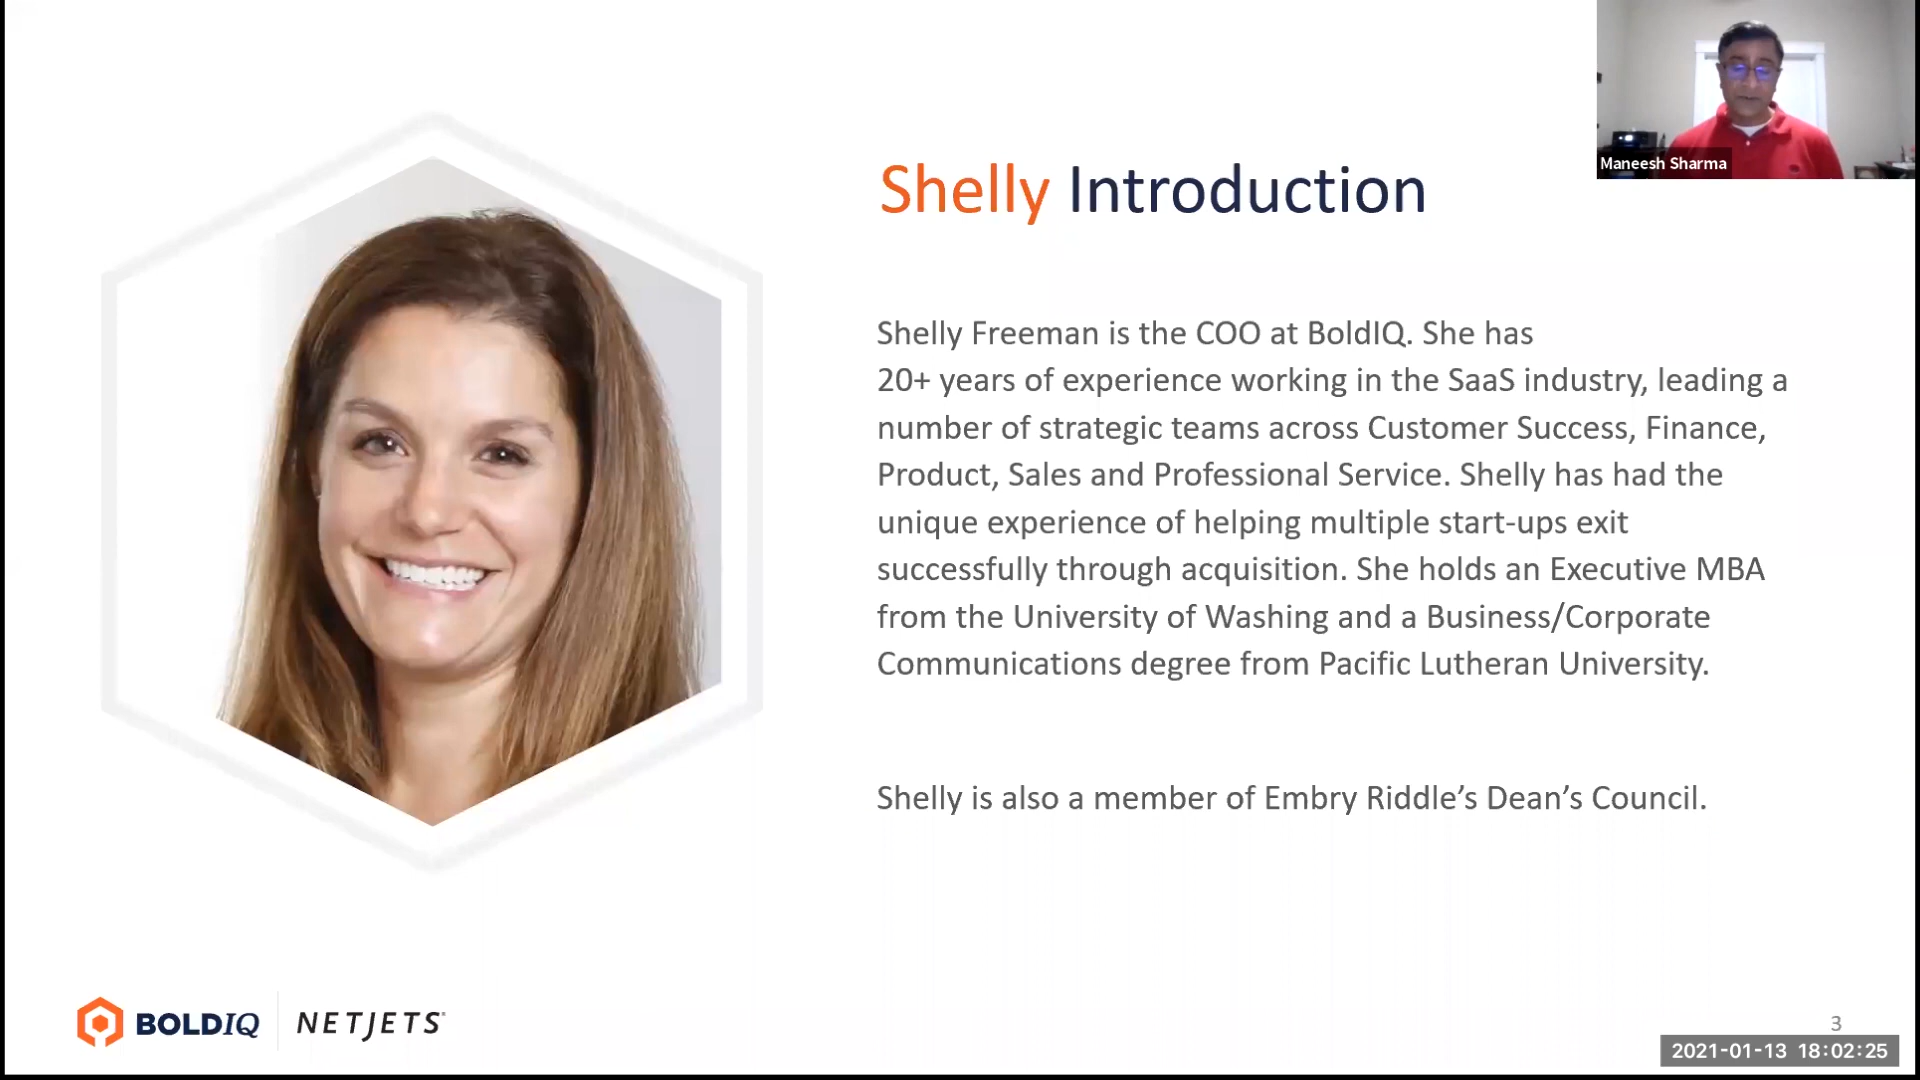 Maneesh Sharma
Shelly Introduction
Shelly Freeman is the COO at BoldIQ. She has
20+ years of experience working in the SaaS industry, leading a
number of strategic teams across Customer Success, Finance,
Product, Sales and Professional Service. Shelly has had the
unique experience of helping multiple start-ups exit
successfully through acquisition. She holds an Executive MBA
from the University of Washing and a Business/Corporate
Communications degree from Pacific Lutheran University.
Shelly is also a member of Embry Riddle’s Dean’s Council.
BOLDIQ NETJETS
3
2021-01-13 18:02:25